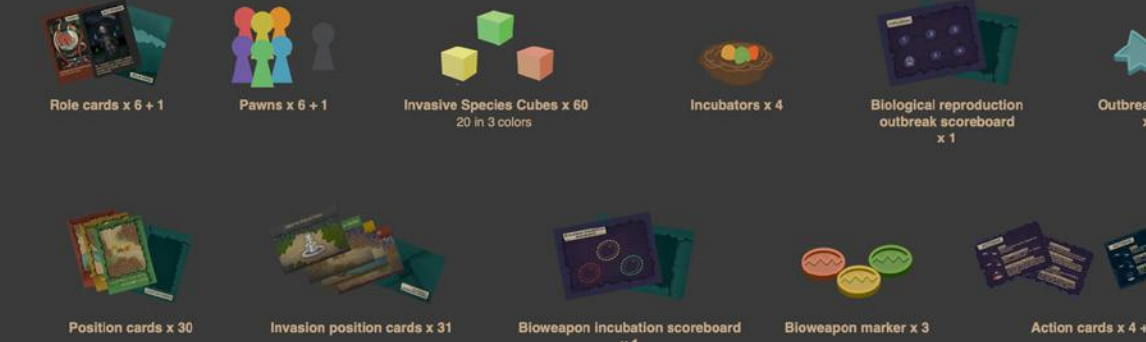 Role cards x 6 + 1
Pawns x 6 + 1
Invasive Species Cubes x 60
20 in 3 colors
Incubators x 4
Biological reproduction
outbreak scoreboard
x 1
Position cards x 30
Invasion position cards x 31
Bioweapon incubation scoreboard
Bioweapon marker x 3
Action cards x 4 +